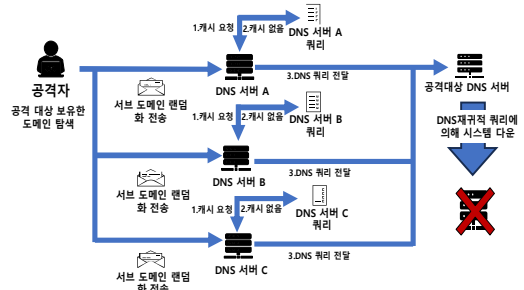 1.캐시 요청
2.캐시 없음
DNS 서버 A
쿼리
공격자
공격 대상 보유한
도메인 탐색
서브 도메인 랜덤
화 전송
DNS 서버 A
3.DNS 쿼리 전달
공격대상 DNS 서버
1.캐시 요청
2.캐시 없음
DNS 서버 B
쿼리
DNS재귀적 쿼리에
의해 시스템 다운
서브 도메인 랜덤
화 전송
DNS 서버 B
3.DNS 쿼리 전달
1.캐시 요청
2.캐시 없음
DNS 서버 C
쿼리
서브 도메인 랜덤
화 전송
DNS 서버 C
3.DNS 쿼리 전달